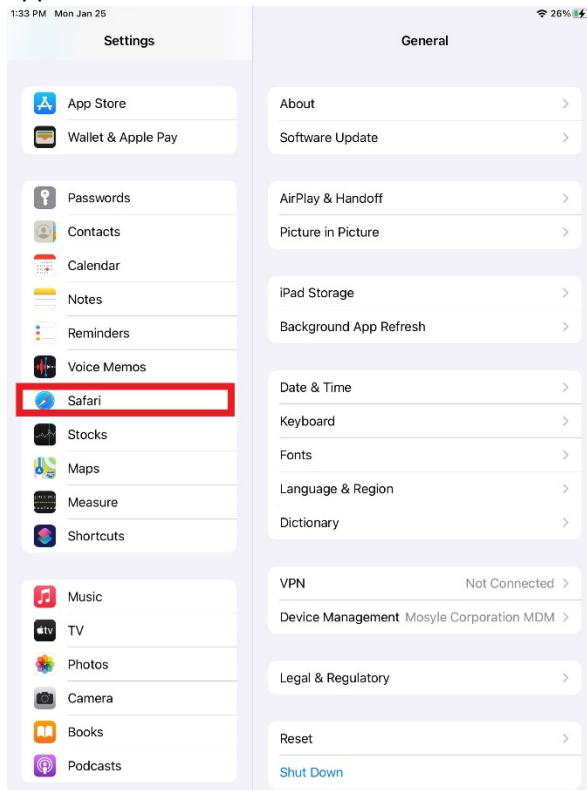 1:33 PM Mon Jan 25
26%
Settings
General
App Store
Wallet & Apple Pay
Passwords
Contacts
Calendar
Notes
Reminders
Voice Memos
Safari
Stocks
Maps
Measure
Shortcuts
Music
tv TV
Photos
Camera
Books
Podcasts
About
Software Update
AirPlay & Handoff
Picture in Picture
iPad Storage
Background App Refresh
Date & Time
Keyboard
Fonts
Language & Region
Dictionary
VPN Not Connected
Device Management Mosyle Corporation MDM
Legal & Regulatory
Reset
Shut Down